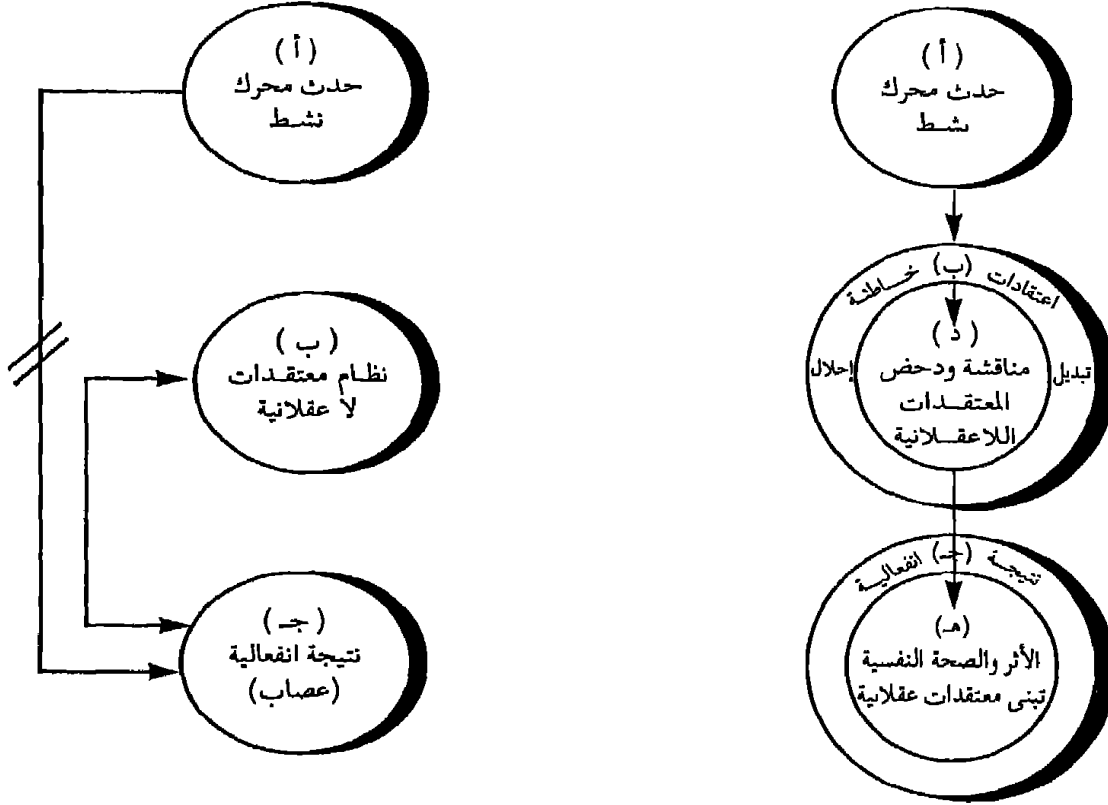 ( أ )
حدث محرك
نشط
( ب )
نظام معتقدات
لا عقلانية
( جـ )
نتيجة انفعالية
(عصاب)
( أ )
حدث محرك
نشط
اعتقادات (ب) خاطئة
تبديل
إحلال
( د )
مناقشة ودحض
المعتقدات
اللاعقلانية
نتيجة (جـ) انفعالية
(هـ)
الأثر والصحة النفسية
تبنى معتقدات عقلانية